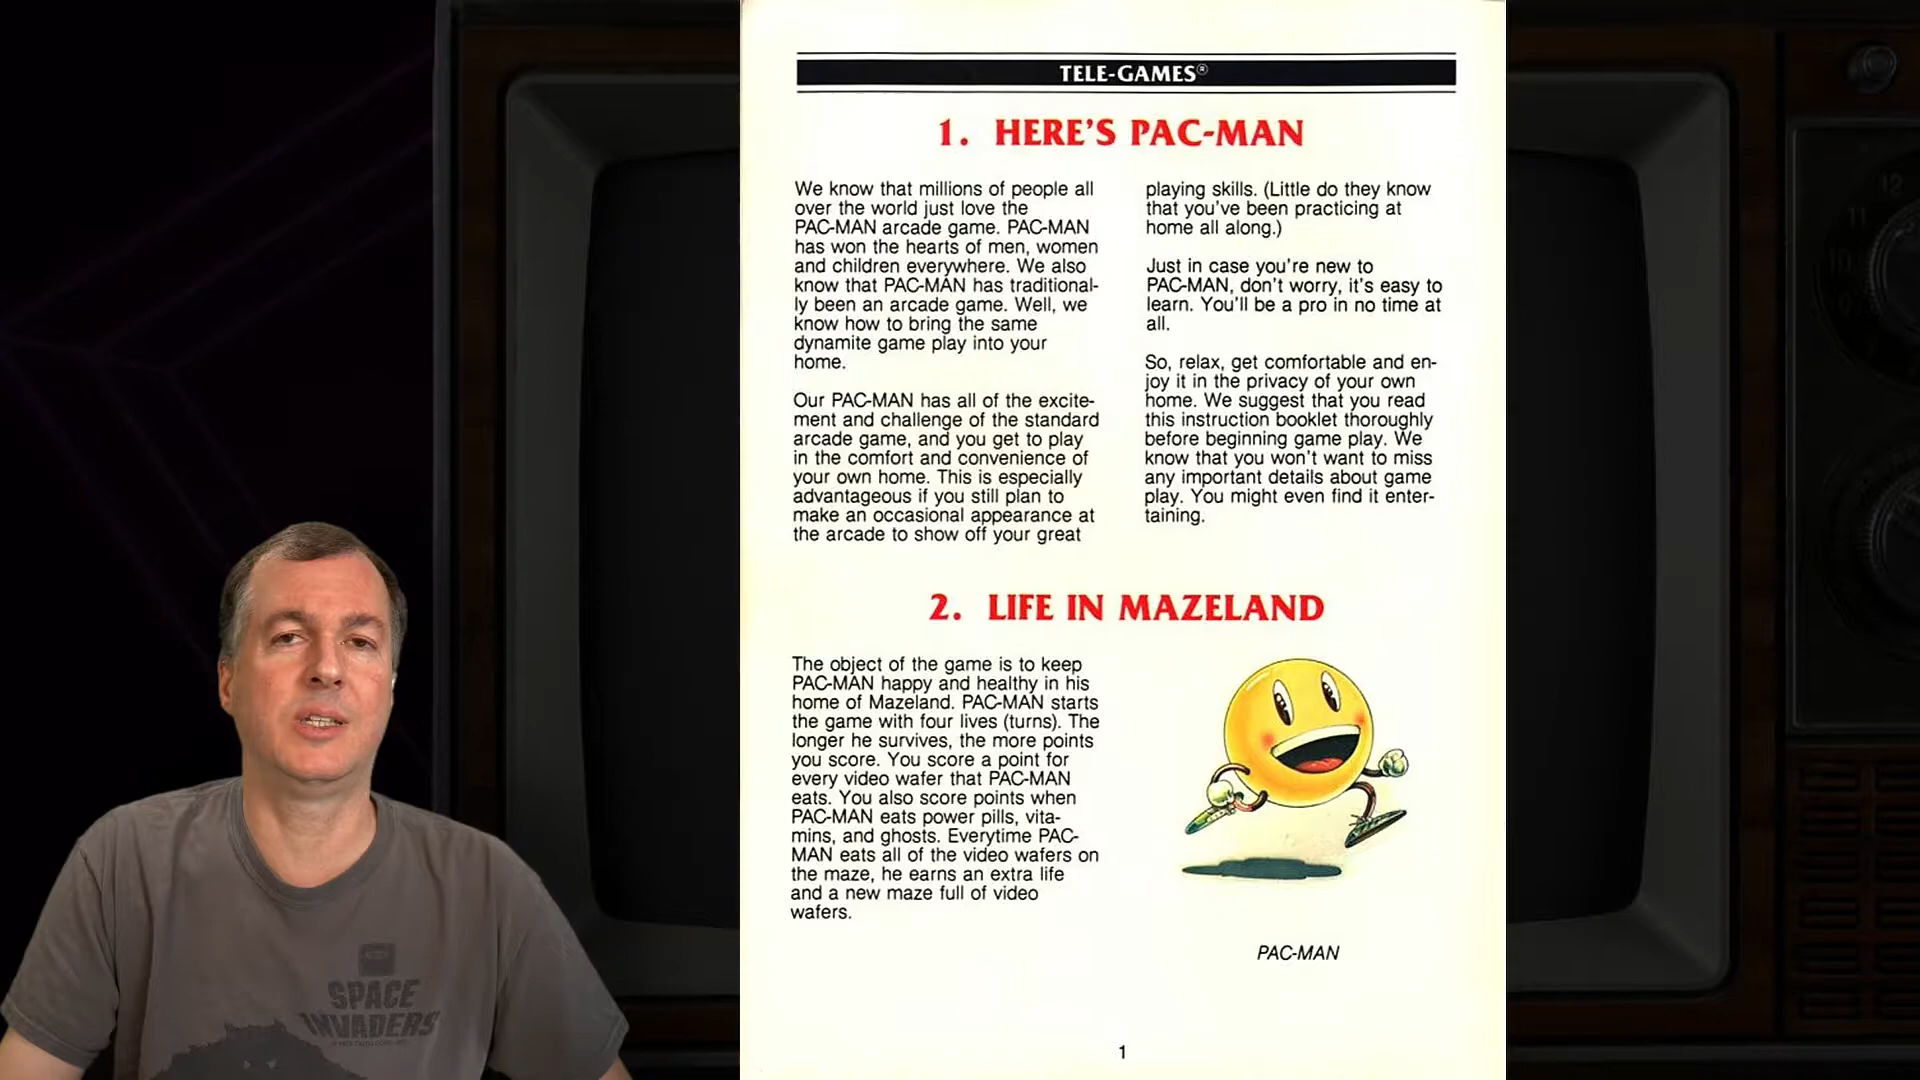 TELE-GAMES®
1. HERE'S PAC-MAN
We know that millions of people all
over the world just love the
PAC-MAN arcade game. PAC-MAN
has won the hearts of men, women
and children everywhere. We also
know that PAC-MAN has traditional-
ly been an arcade game. Well, we
know how to bring the same
dynamite game play into your
home.
Our PAC-MAN has all of the excite-
ment and challenge of the standard
arcade game, and you get to play
in the comfort and convenience of
your own home. This is especially
advantageous if you still plan to
make an occasional appearance at
the arcade to show off your great
playing skills. (Little do they know
that you've been practicing at
home all along.)
Just in case you're new to
PAC-MAN, don't worry, it's easy to
learn. You'll be a pro in no time at
all.
So, relax, get comfortable and en-
joy it in the privacy of your own
home. We suggest that you read
this instruction booklet thoroughly
before beginning game play. We
know that you won't want to miss
any important details about game
play. You might even find it enter-
taining.
2. LIFE IN MAZELAND
The object of the game is to keep
PAC-MAN happy and healthy in his
home of Mazeland. PAC-MAN starts
the game with four lives (turns). The
longer he survives, the more points
you score. You score a point for
every video wafer that PAC-MAN
eats. You also score points when
PAC-MAN eats power pills, vita-
mins, and ghosts. Everytime PAC-
MAN eats all of the video wafers on
the maze, he earns an extra life
and a new maze full of video
wafers.
PAC-MAN
1
SPACE
INVADERS
12
11
10